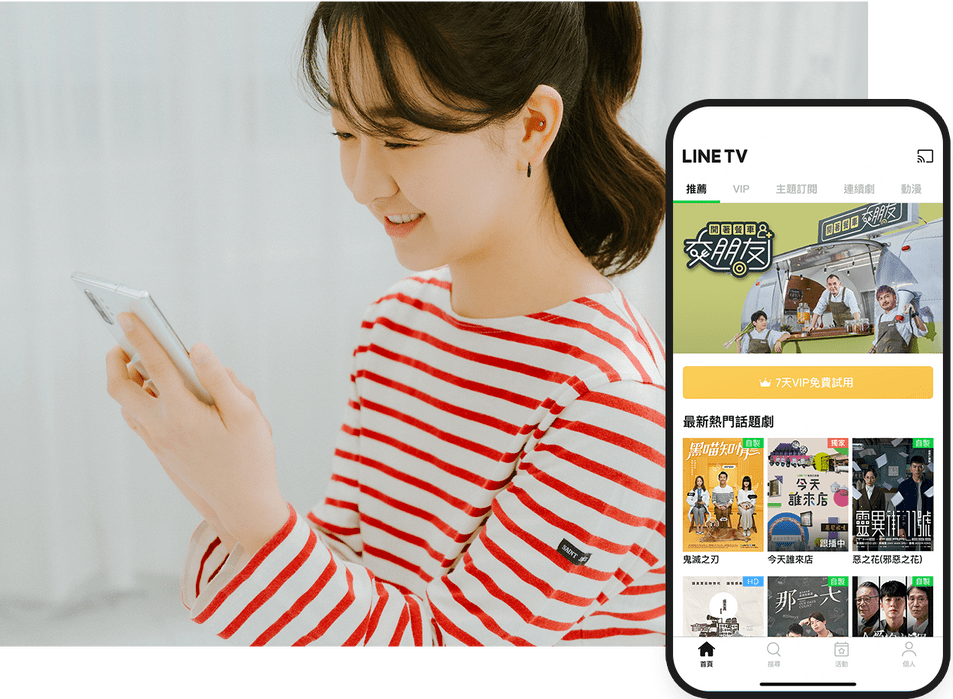 LINE TV
推薦 VIP 主題訂閱 連續劇 動漫
開著餐車
交朋友
開著餐車 交朋友
7天VIP免費試用
最新熱門話題劇
自製
黑喵知情
獨家
今天
誰來店
跟播中
自製
靈異街11號
鬼滅之刃 今天誰來店 惡之花(邪惡之花)
HD
自製
那一天
自製
首頁 搜尋 活動 個人
SAINT